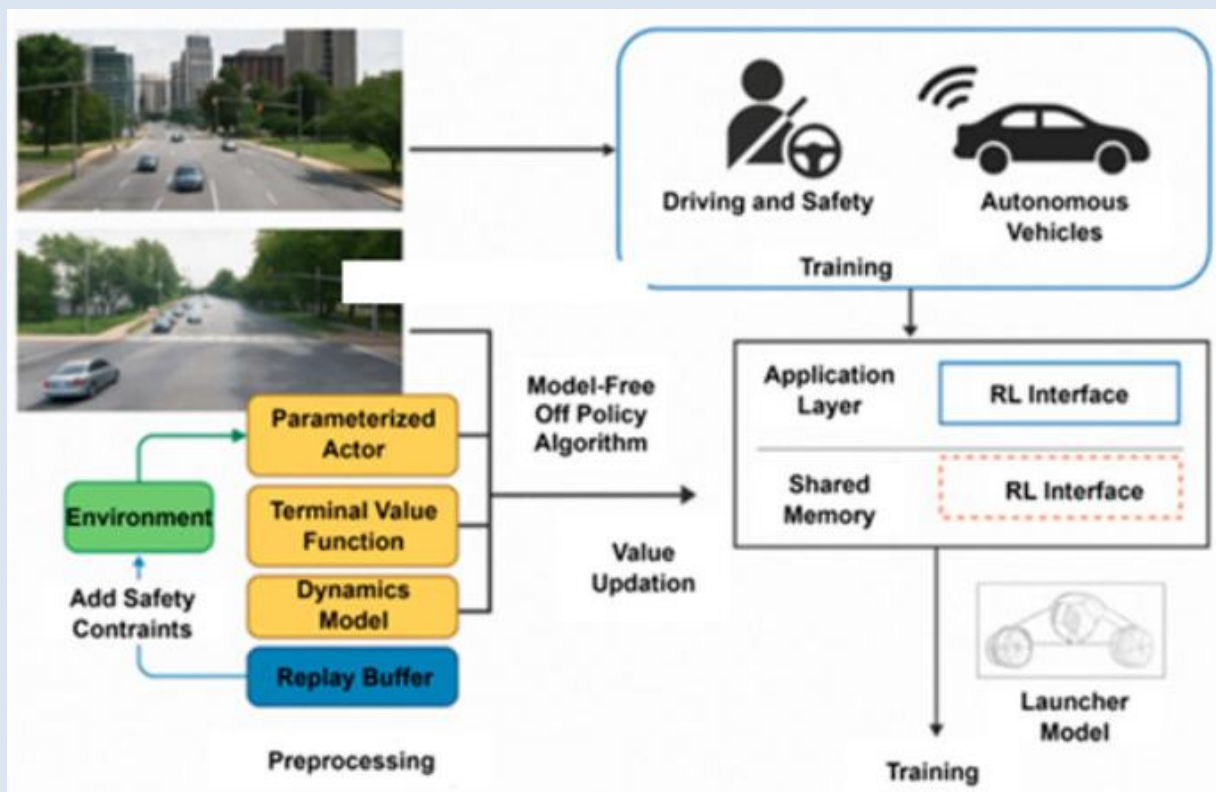 Driving and Safety
Autonomous
Vehicles
Training
Parameterized
Actor
Terminal Value
Function
Dynamics
Model
Replay Buffer
Environment
Add Safety
Contraints
Preprocessing
Model-Free
Off Policy
Algorithm
Value
Updation
Application
Layer
RL Interface
Shared
Memory
RL Interface
Launcher
Model
Training